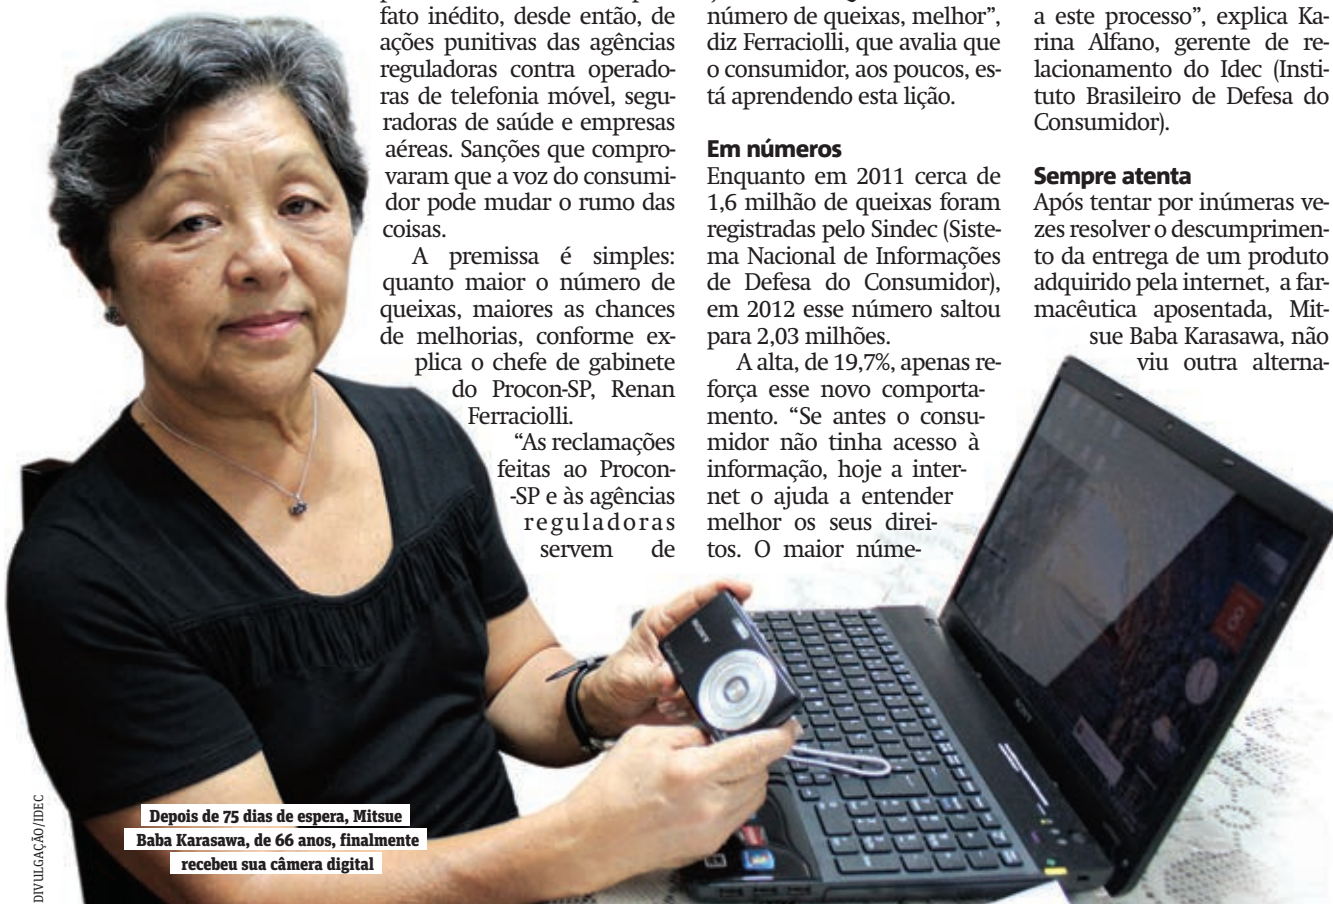 fato inédito, desde então, de
ações punitivas das agências
reguladoras contra operado-
ras de telefonia móvel, segu-
radoras de saúde e empresas
aéreas. Sanções que compro-
varam que a voz do consumi-
dor pode mudar o rumo das
coisas.
A premissa é simples:
quanto maior o número de
queixas, maiores as chances
de melhorias, conforme ex-
plica o chefe de gabinete
do Procon-SP, Renan
Ferraciolli.
“As reclamações
feitas ao Procon-
-SP e às agências
reguladoras
servem de
número de queixas, melhor”,
diz Ferraciolli, que avalia que
o consumidor, aos poucos, es-
tá aprendendo esta lição.
Em números
Enquanto em 2011 cerca de
1,6 milhão de queixas foram
registradas pelo Sindec (Siste-
ma Nacional de Informações
de Defesa do Consumidor),
em 2012 esse número saltou
para 2,03 milhões.
A alta, de 19,7%, apenas re-
força esse novo comporta-
mento. “Se antes o consu-
midor não tinha acesso à
informação, hoje a inter-
net o ajuda a entender
melhor os seus direi-
tos. O maior núme-
a este processo”, explica Ka-
rina Alfano, gerente de re-
lacionamento do Idec (Insti-
tuto Brasileiro de Defesa do
Consumidor).
Sempre atenta
Após tentar por inúmeras ve-
zes resolver o descumprimen-
to da entrega de um produto
adquirido pela internet, a far-
macêutica aposentada, Mit-
sue Baba Karasawa, não
viu outra alterna-
SONY
VAIO
DIVULGAÇÃO/IDEC
Depois de 75 dias de espera, Mitsue
Baba Karasawa, de 66 anos, finalmente
recebeu sua câmera digital